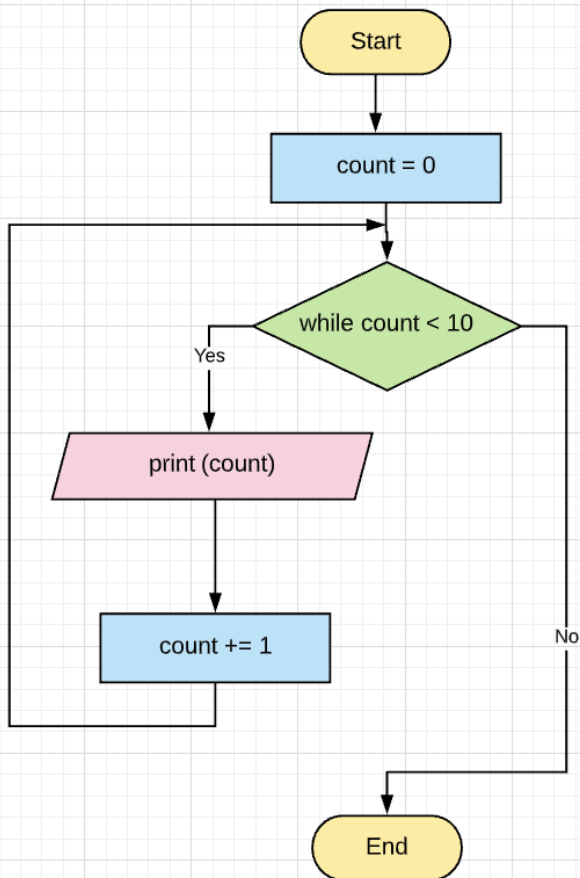 Start
count = 0
while count < 10
Yes
print (count)
count += 1
No
End